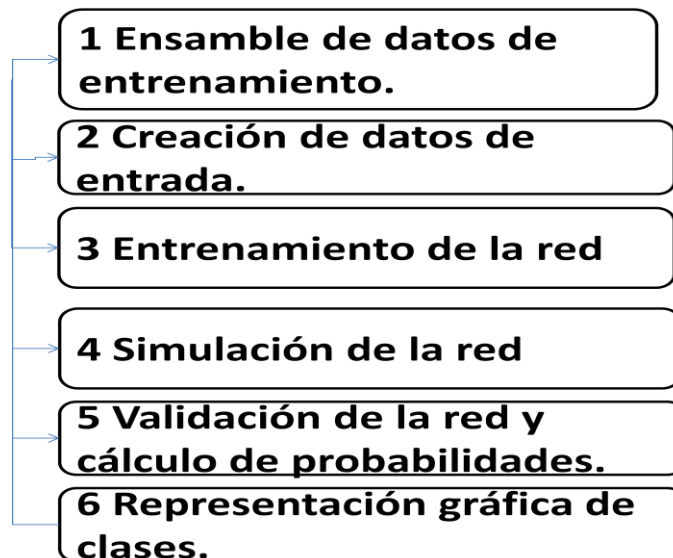 1 Ensamble de datos de
entrenamiento.
2 Creación de datos de
entrada.
3 Entrenamiento de la red
4 Simulación de la red
5 Validación de la red y
cálculo de probabilidades.
6 Representación gráfica de
clases.